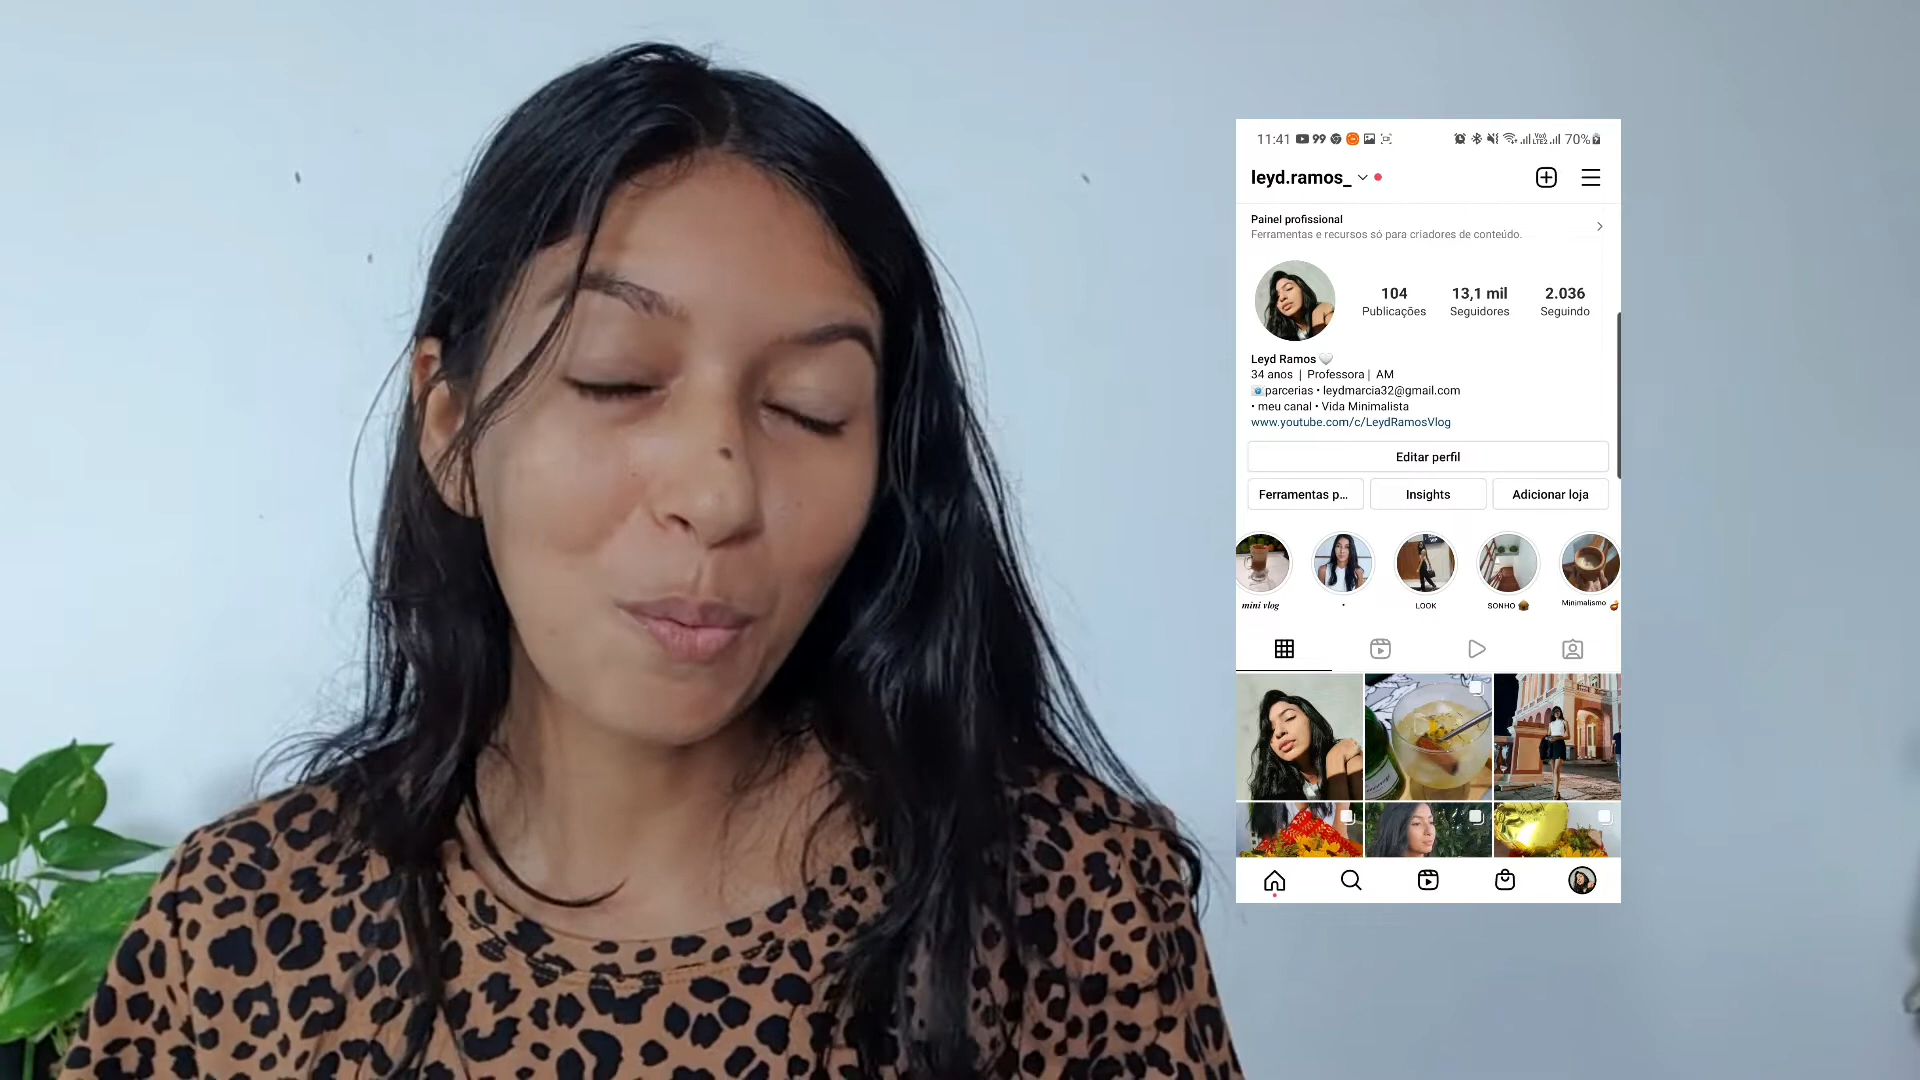 11:41 99 70%
leyd.ramos_
Painel profissional
Ferramentas e recursos só para criadores de conteúdo.
104 13,1 mil 2.036
Publicações Seguidores Seguindo
Leyd Ramos 🤍
34 anos | Professora | AM
📧parcerias • leydmarcia32@gmail.com
• meu canal • Vida Minimalista
www.youtube.com/c/LeydRamosVlog
Editar perfil
Ferramentas p... Insights Adicionar loja
mini vlog • LOOK SONHO Minimalismo